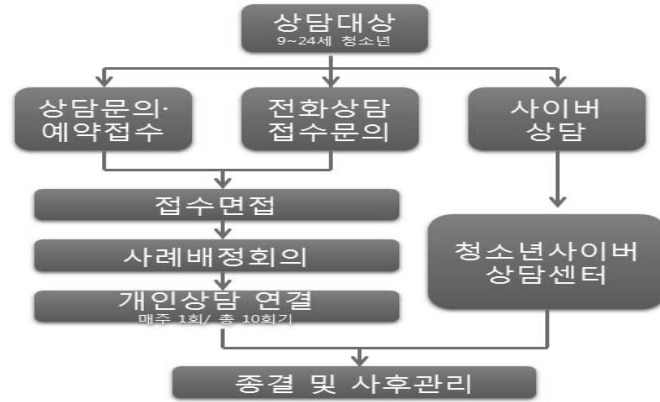 상담대상
9~24세 청소년
상담문의·
예약접수
전화상담
접수문의
사이버
상담
접수면접
사례배정회의
개인상담 연결
매주 1회/ 총 10회기
청소년사이버
상담센터
종결 및 사후관리